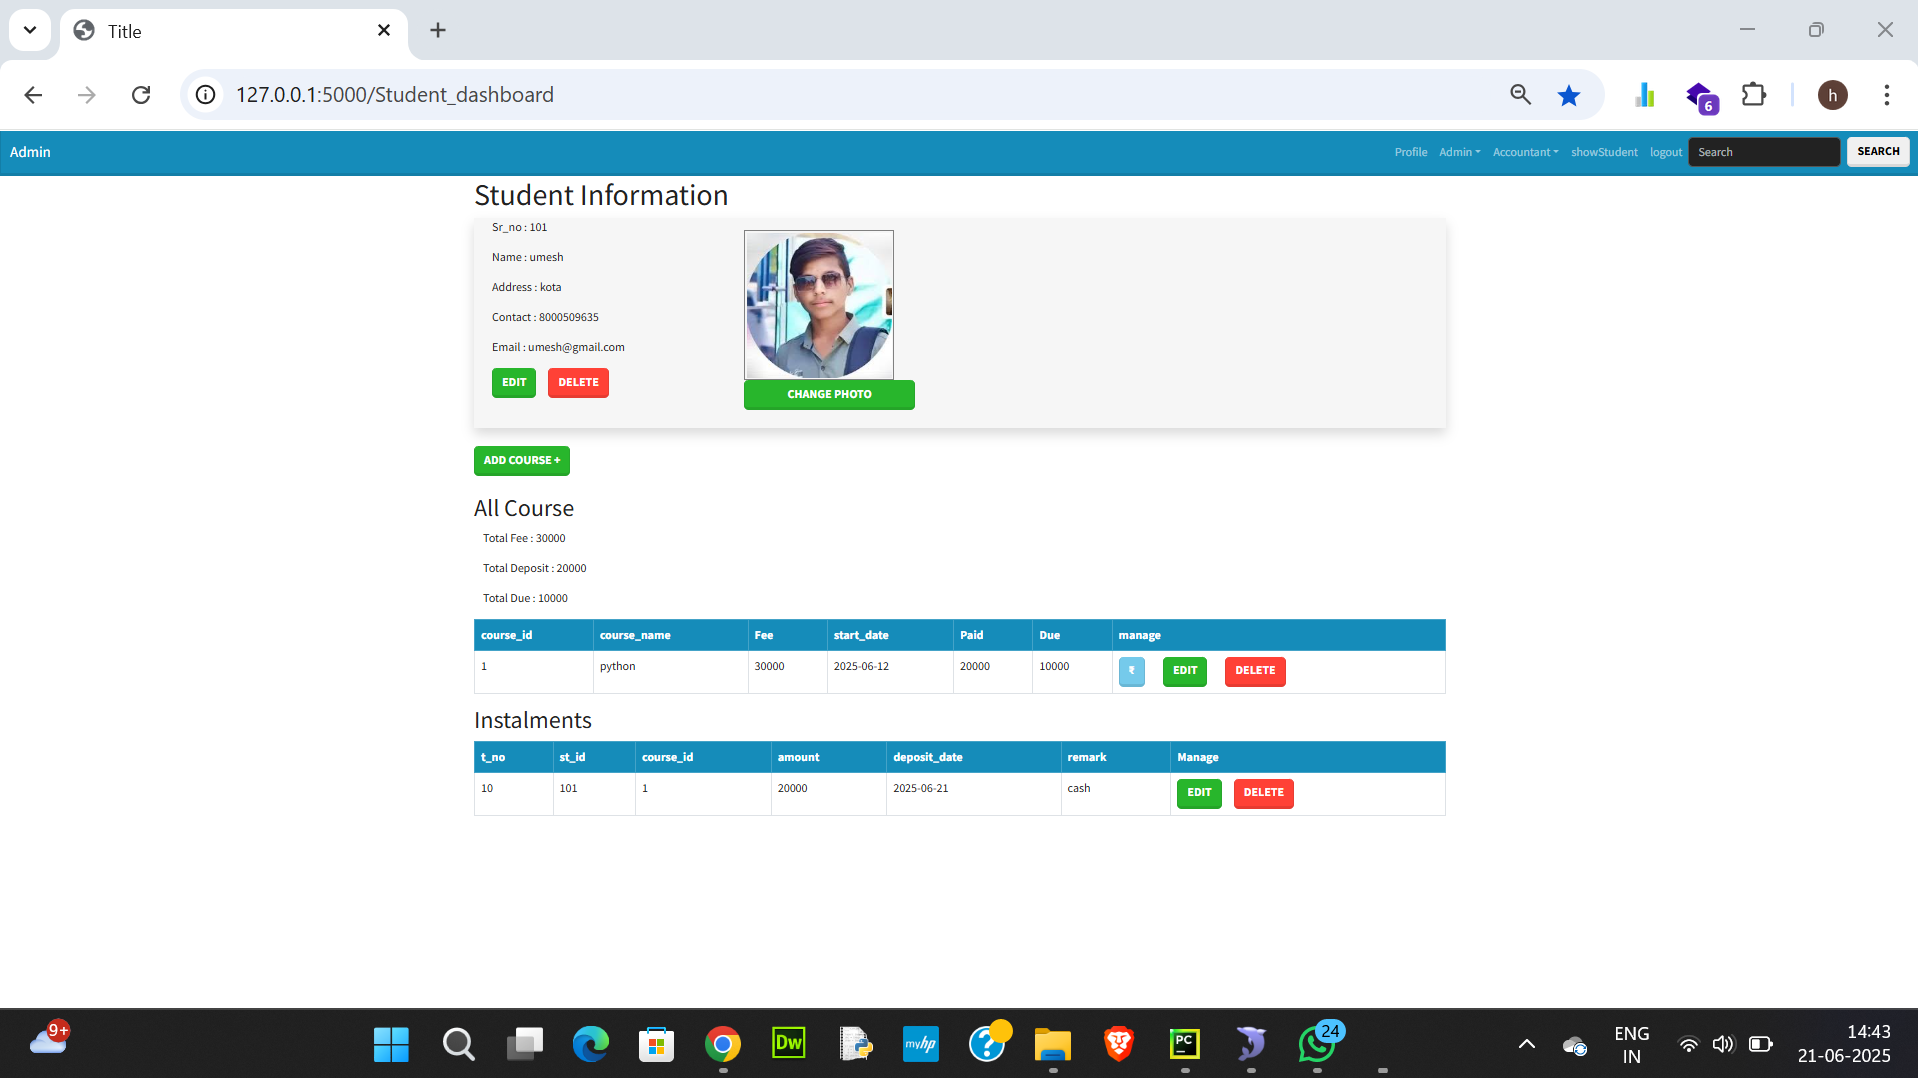 Title
127.0.0.1:5000/Student_dashboard
6
h
Admin
Profile Admin Accountant showStudent logout Search SEARCH
Student Information
Sr_no : 101
Name : umesh
Address : kota
Contact : 8000509635
Email : umesh@gmail.com
EDIT DELETE
CHANGE PHOTO
ADD COURSE +
All Course
Total Fee : 30000
Total Deposit : 20000
Total Due : 10000
course_id course_name Fee start_date Paid Due manage
1 python 30000 2025-06-12 20000 10000 ₹ EDIT DELETE
Instalments
t_no st_id course_id amount deposit_date remark Manage
10 101 1 20000 2025-06-21 cash EDIT DELETE
9+
Dw
myhp
?
PC
24
ENG
IN
14:43
21-06-2025